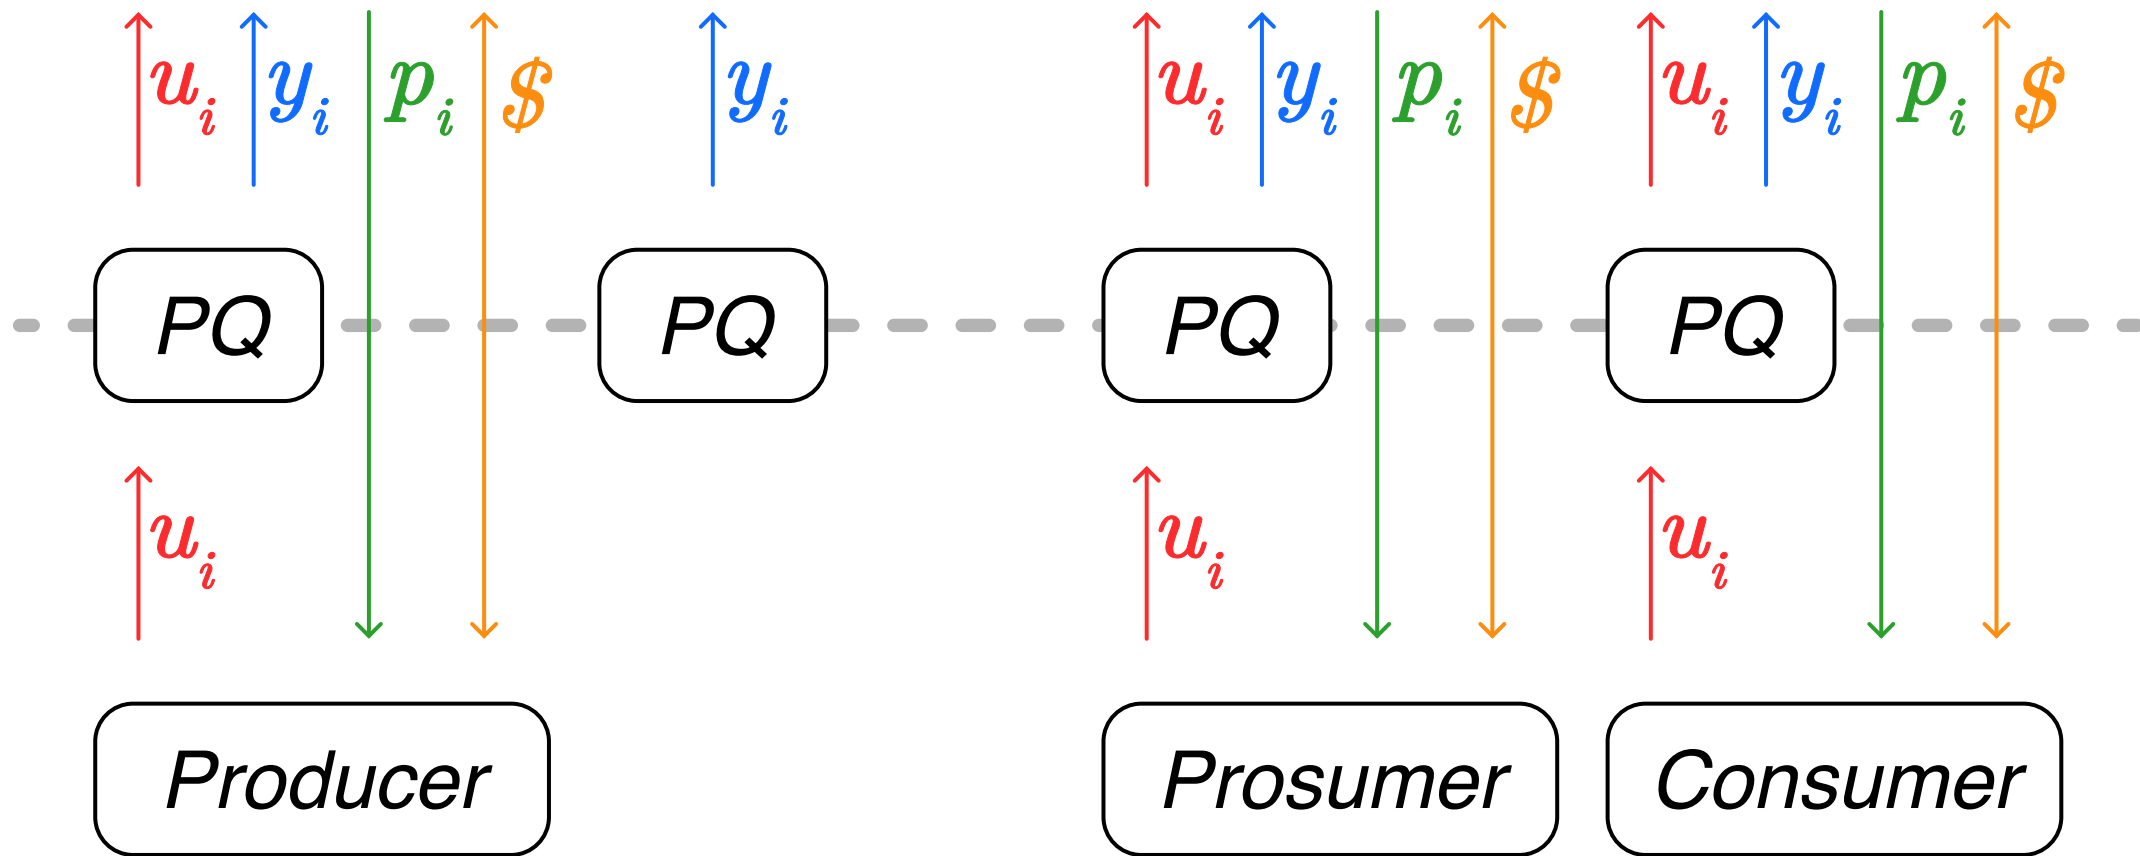 u_i y_i p_i $ y_i u_i y_i p_i $ u_i y_i p_i $
PQ PQ PQ PQ
u_i u_i u_i
Producer Prosumer Consumer